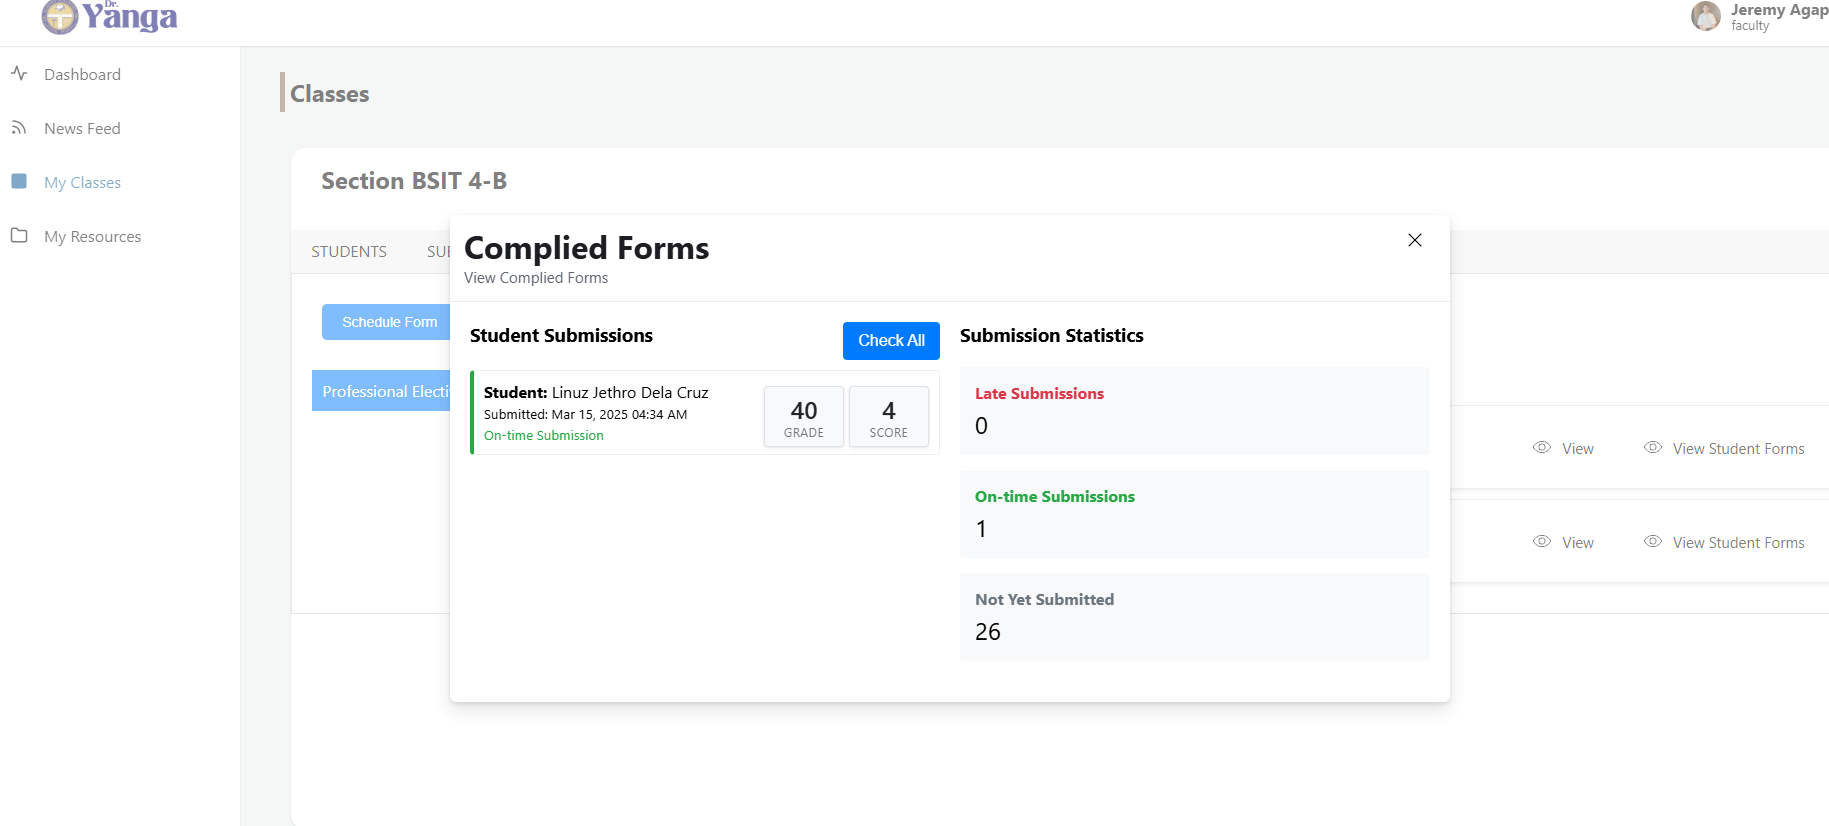 Dr.
Yanga
Jeremy Agap
faculty
Dashboard
News Feed
My Classes
My Resources
Classes
Section BSIT 4-B
STUDENTS
Schedule Form
Complied Forms
View Complied Forms
Student Submissions
Check All
Student: Linuz Jethro Dela Cruz
Submitted: Mar 15, 2025 04:34 AM
On-time Submission
40
GRADE
4
SCORE
Submission Statistics
Late Submissions
0
On-time Submissions
1
Not Yet Submitted
26
Professional Electi
View
View Student Forms
View
View Student Forms